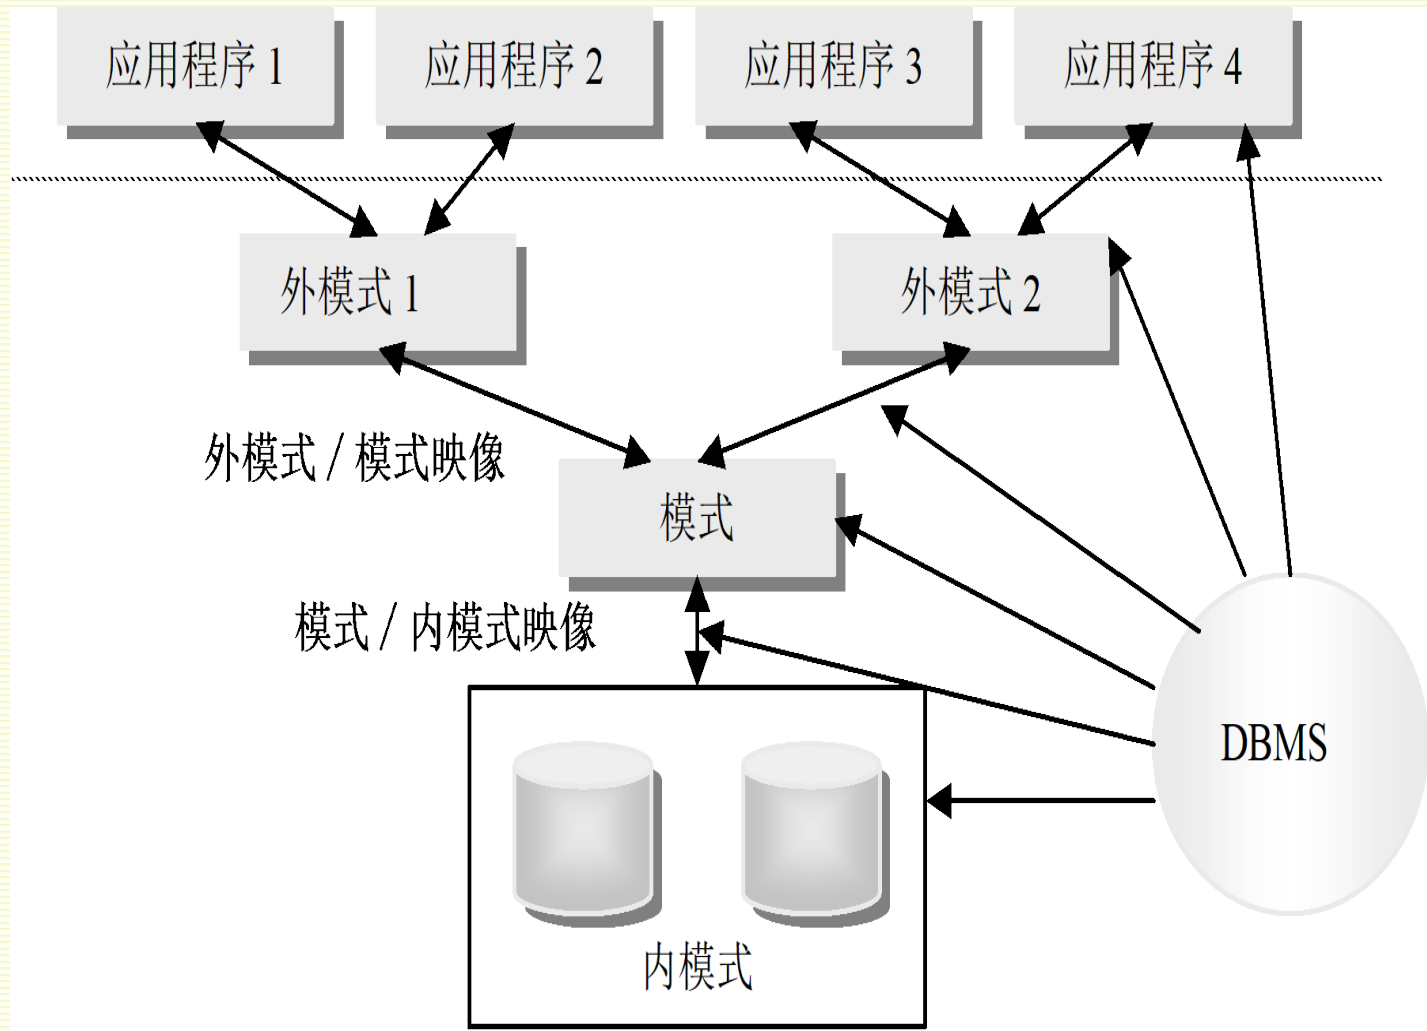 应用程序 1
应用程序 2
应用程序 3
应用程序 4
外模式 1
外模式 2
外模式 / 模式映像
模式
模式 / 内模式映像
DBMS
内模式